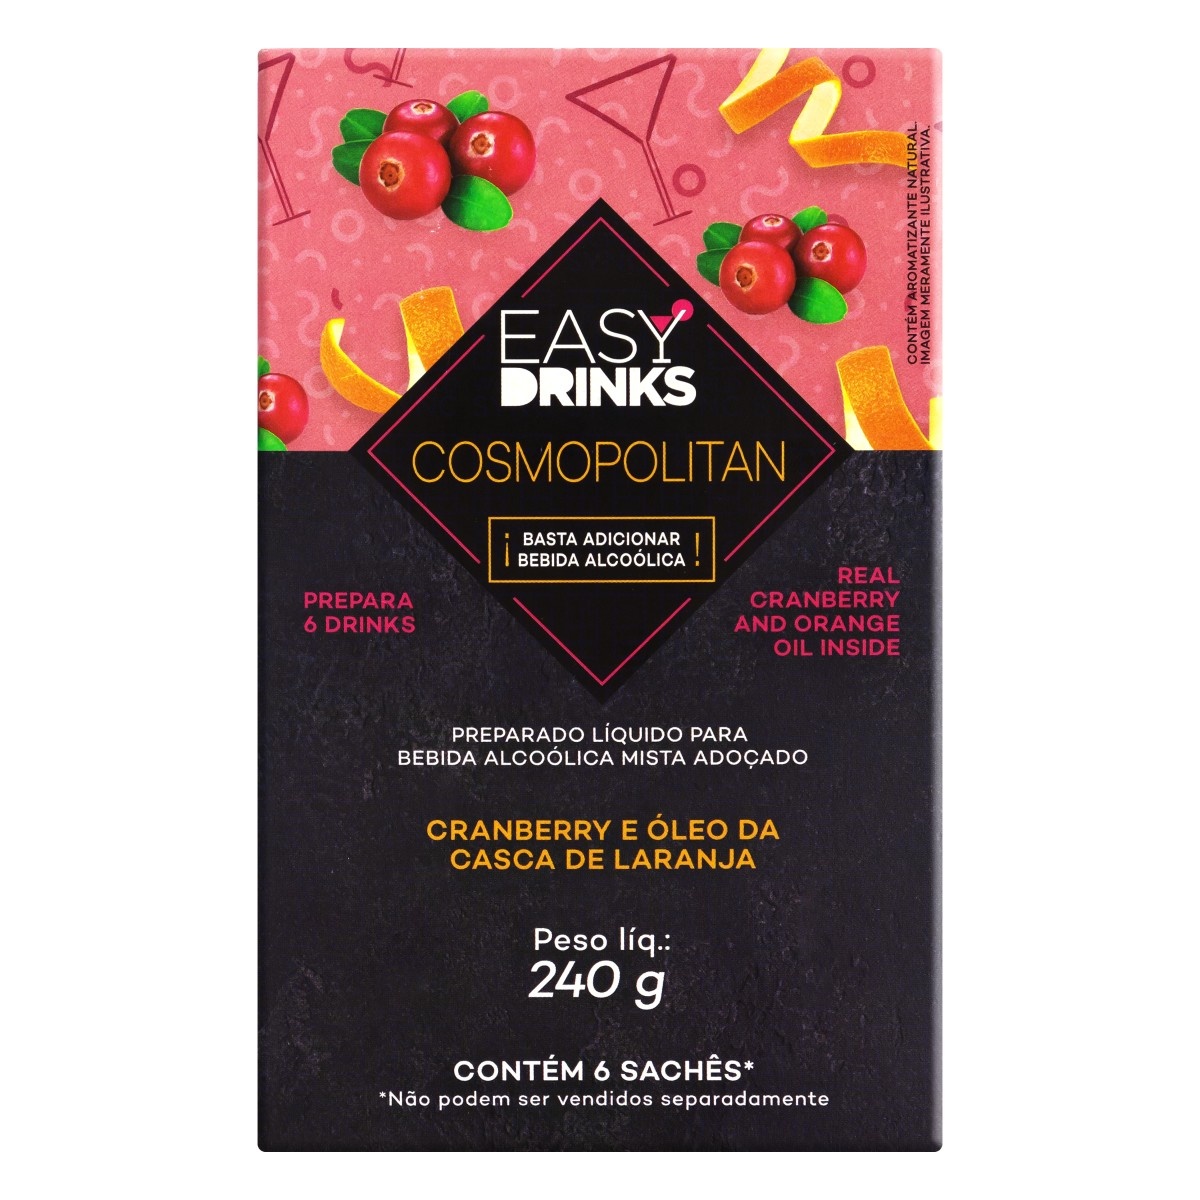 CONTÉM AROMATIZANTE NATURAL.
IMAGEM MERAMENTE ILUSTRATIVA.
EASY
DRINKS
COSMOPOLITAN
¡ BASTA ADICIONAR
BEBIDA ALCOÓLICA !
PREPARA
6 DRINKS
REAL
CRANBERRY
AND ORANGE
OIL INSIDE
PREPARADO LÍQUIDO PARA
BEBIDA ALCOÓLICA MISTA ADOÇADO
CRANBERRY E ÓLEO DA
CASCA DE LARANJA
Peso líq.:
240 g
CONTÉM 6 SACHÊS*
*Não podem ser vendidos separadamente